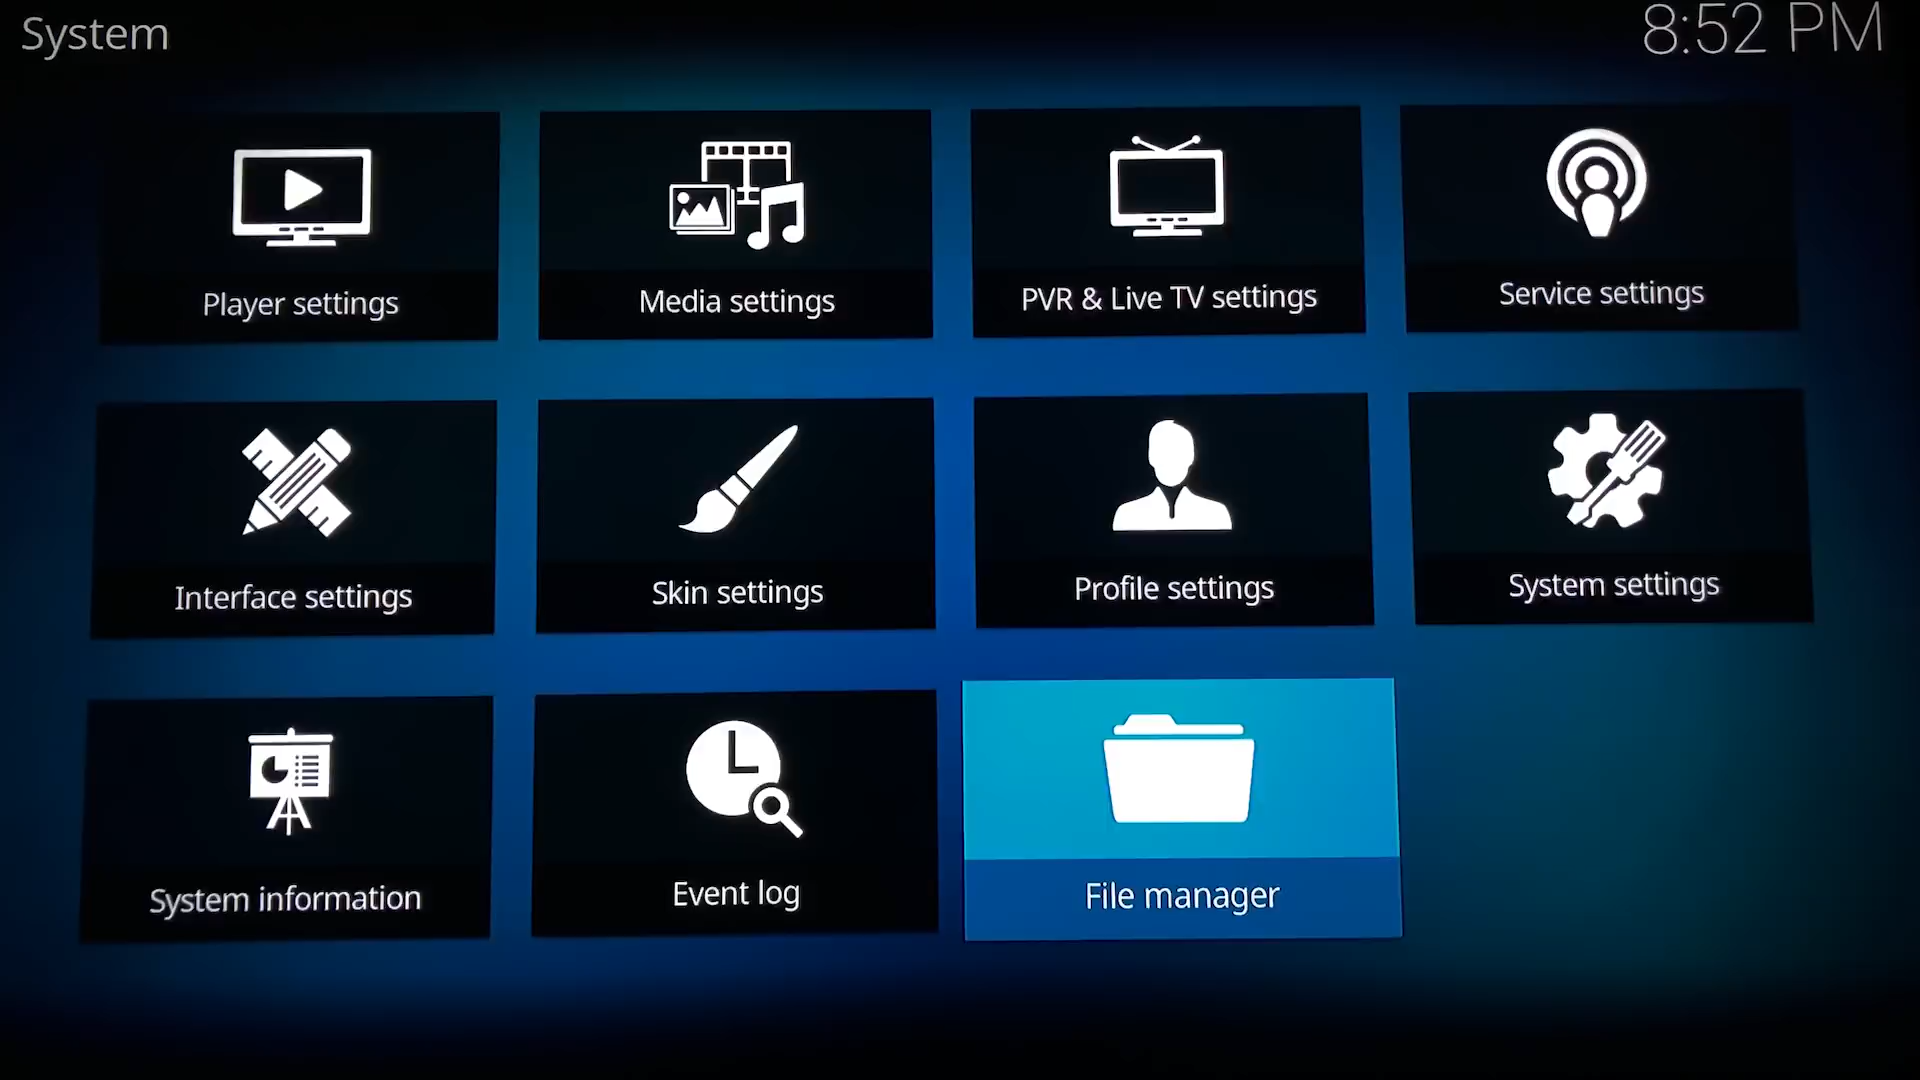 System
8:52 PM
Player settings
Media settings
PVR & Live TV settings
Service settings
Interface settings
Skin settings
Profile settings
System settings
System information
Event log
File manager